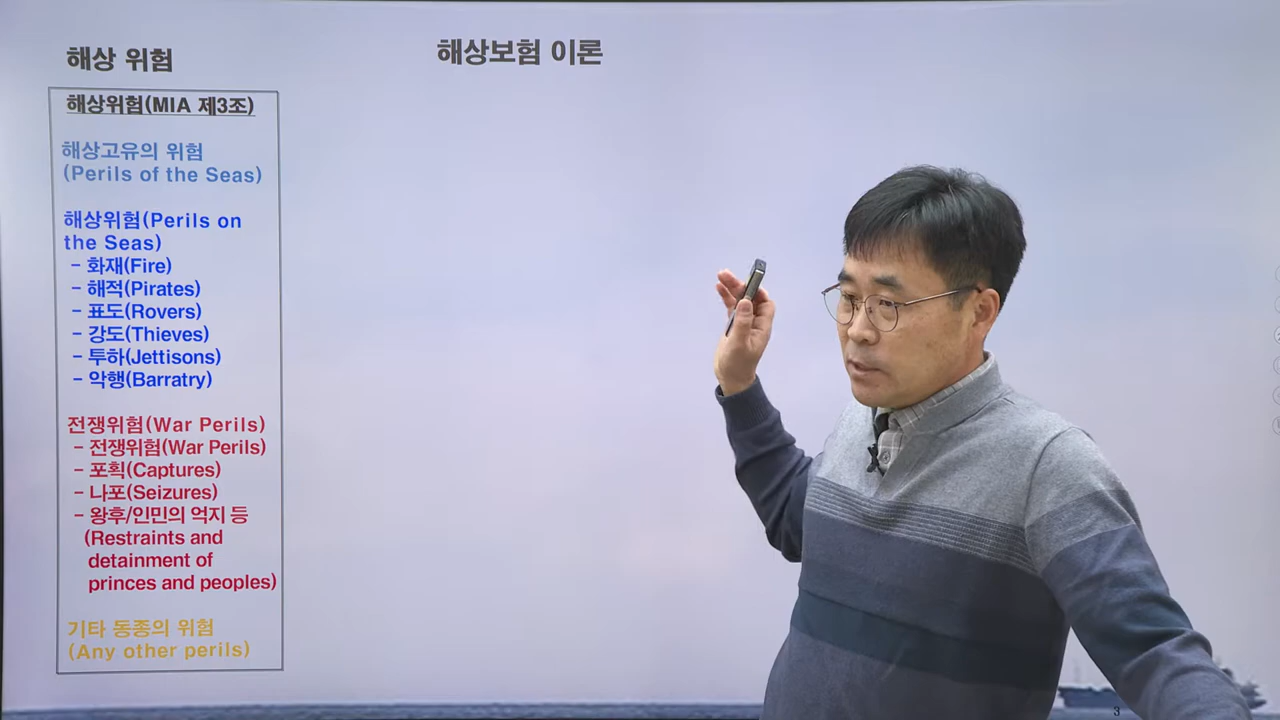 해상 위험
해상보험 이론
해상위험(MIA 제3조)
해상고유의 위험
(Perils of the Seas)
해상위험(Perils on
the Seas)
- 화재(Fire)
- 해적(Pirates)
- 표도(Rovers)
- 강도(Thieves)
- 투하(Jettisons)
- 악행(Barratry)
전쟁위험(War Perils)
- 전쟁위험(War Perils)
- 포획(Captures)
- 나포(Seizures)
- 왕후/인민의 억지 등
(Restraints and
detainment of
princes and peoples)
기타 동종의 위험
(Any other perils)
3